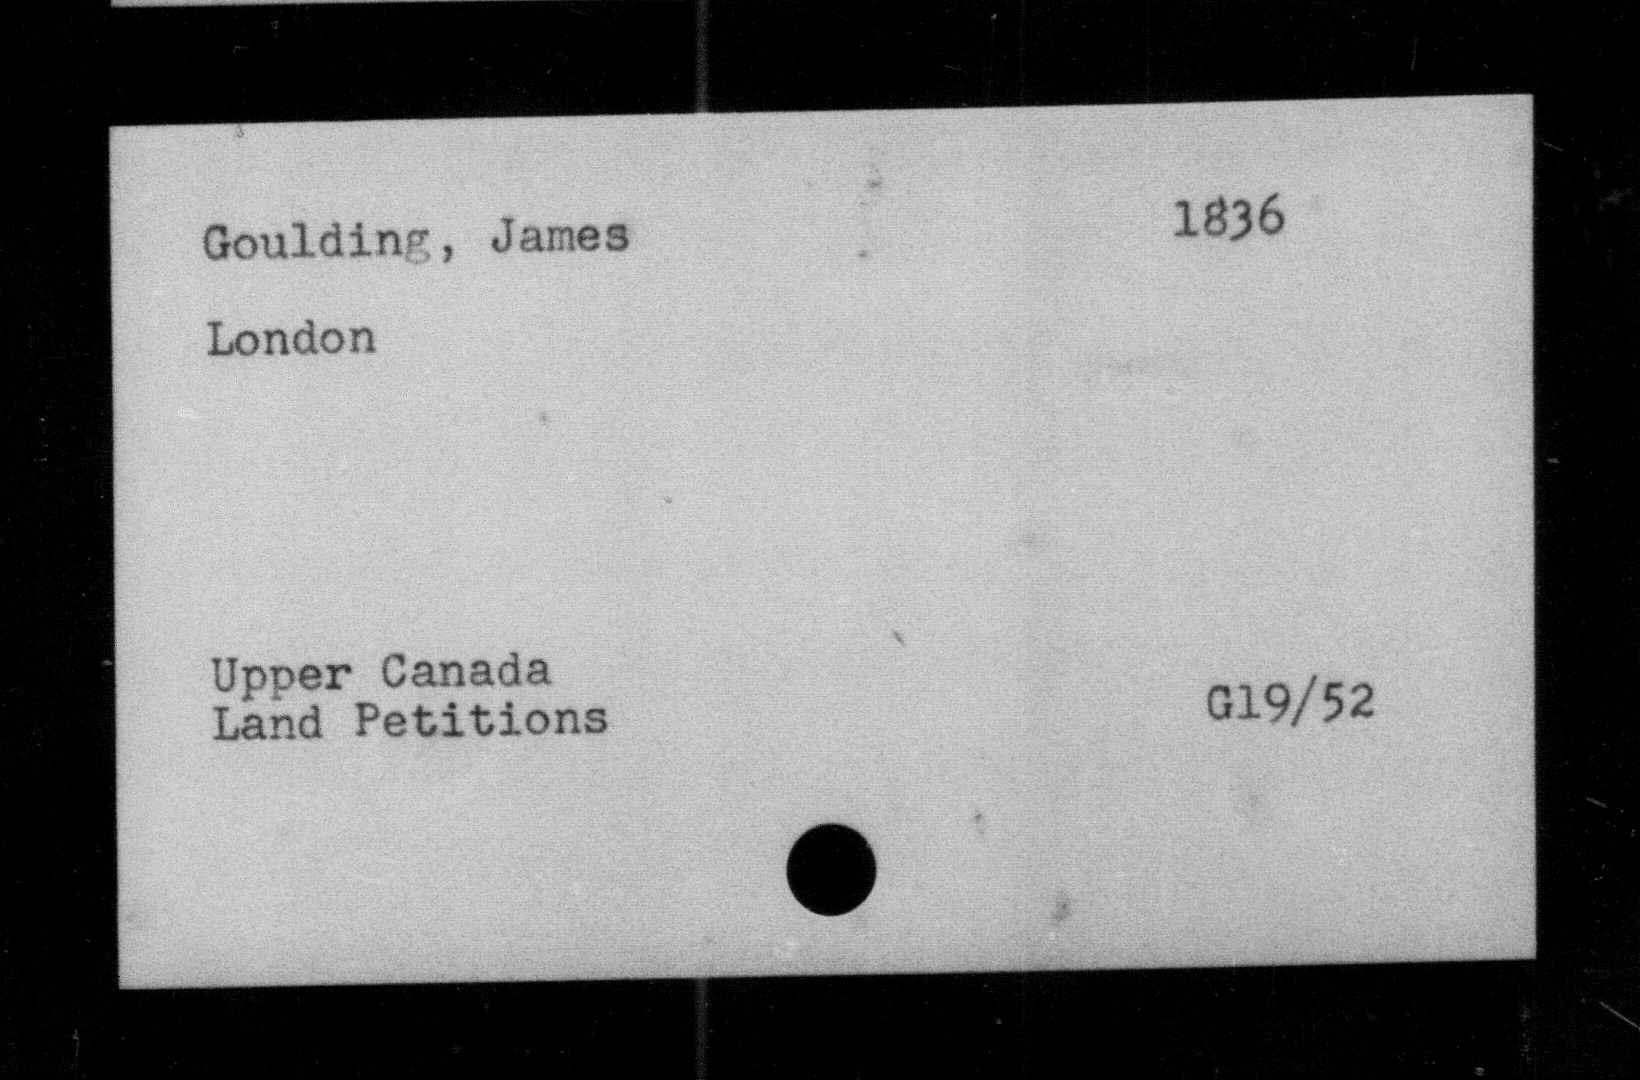 Goulding, James 1836
London
Upper Canada
Land Petitions G19/52